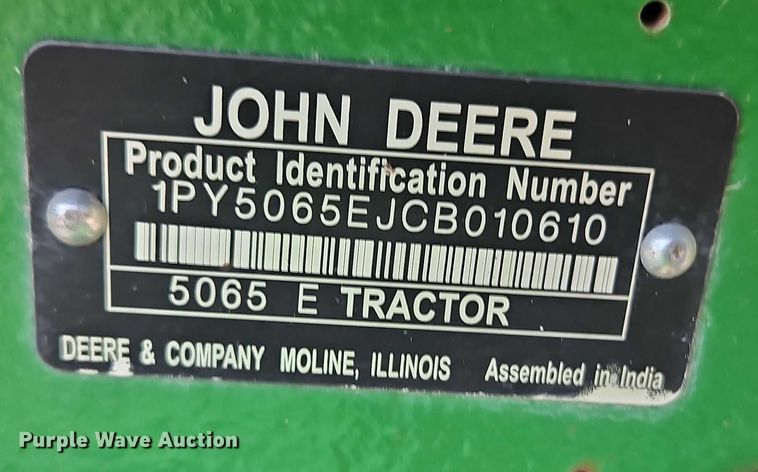 JOHN DEERE
Product Identification Number
1PY5065EJCB010610
5065 E TRACTOR
DEERE & COMPANY MOLINE, ILLINOIS Assembled in India
Purple Wave Auction